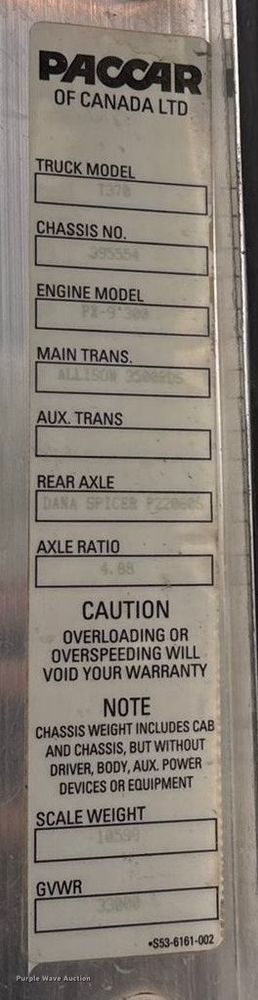 PACCAR
OF CANADA LTD
TRUCK MODEL
T370
CHASSIS NO.
395554
ENGINE MODEL
PX-9*300
MAIN TRANS.
ALLISON
AUX. TRANS
REAR AXLE
DANA SPICER
AXLE RATIO
4.88
CAUTION
OVERLOADING OR
OVERSPEEDING WILL
VOID YOUR WARRANTY
NOTE
CHASSIS WEIGHT INCLUDES CAB
AND CHASSIS, BUT WITHOUT
DRIVER, BODY, AUX. POWER
DEVICES OR EQUIPMENT
SCALE WEIGHT
GVWR
33000
•S53-6161-002
Purple Wave Auction